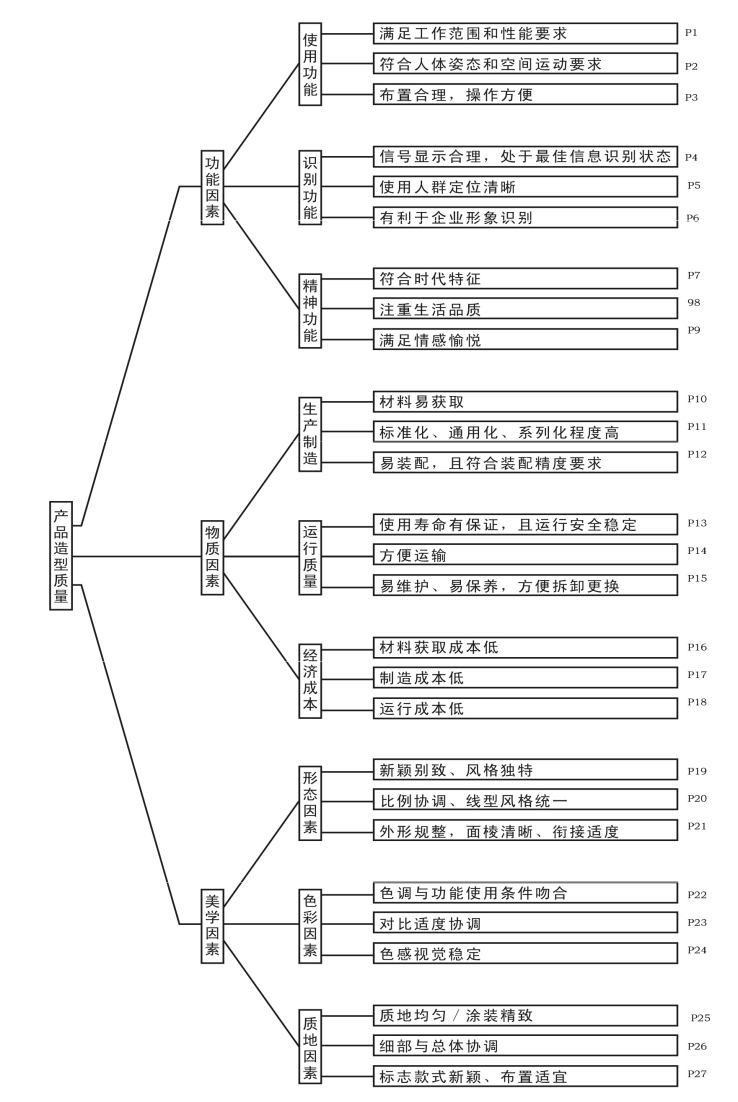 产品造型质量
功能因素
使用功能
满足工作范围和性能要求 P1
符合人体姿态和空间运动要求 P2
布置合理，操作方便 P3
识别功能
信号显示合理，处于最佳信息识别状态 P4
使用人群定位清晰 P5
有利于企业形象识别 P6
精神功能
符合时代特征 P7
注重生活品质 98
满足情感愉悦 P9
物质因素
生产制造
材料易获取 P10
标准化、通用化、系列化程度高 P11
易装配，且符合装配精度要求 P12
运行质量
使用寿命有保证，且运行安全稳定 P13
方便运输 P14
易维护、易保养，方便拆卸更换 P15
经济成本
材料获取成本低 P16
制造成本低 P17
运行成本低 P18
美学因素
形态因素
新颖别致、风格独特 P19
比例协调、线型风格统一 P20
外形规整，面棱清晰、衔接适度 P21
色彩因素
色调与功能使用条件吻合 P22
对比适度协调 P23
色感视觉稳定 P24
质地因素
质地均匀/涂装精致 P25
细部与总体协调 P26
标志款式新颖、布置适宜 P27